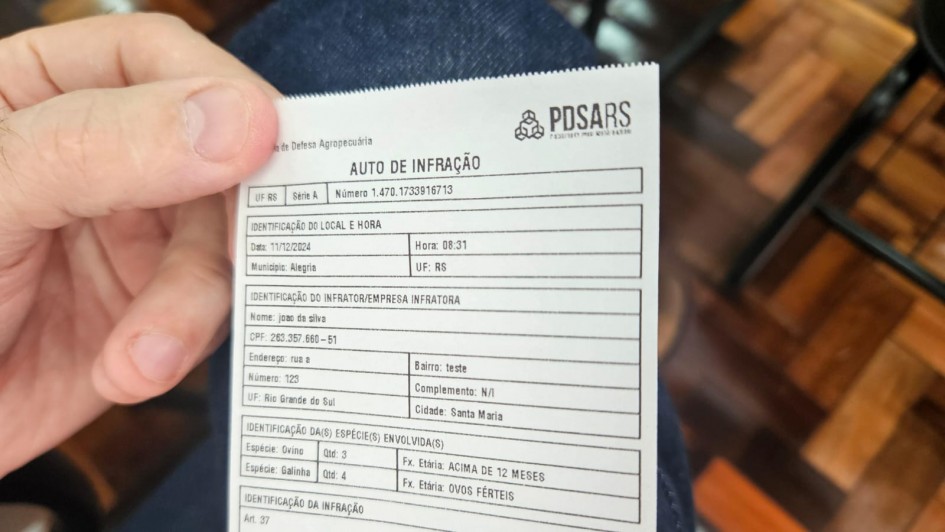 PDSARS
de Defesa Agropecuária
AUTO DE INFRAÇÃO
UF RS Série A Número 1.470.1733916713
IDENTIFICAÇÃO DO LOCAL E HORA
Data: 11/12/2024 Hora: 08:31
Município: Alegria UF: RS
IDENTIFICAÇÃO DO INFRATOR/EMPRESA INFRATORA
Nome: joao da silva
CPF: 263.357.660-51
Endereço: rua a Bairro: teste
Número: 123 Complemento: N/I
UF: Rio Grande do Sul Cidade: Santa Maria
IDENTIFICAÇÃO DA(S) ESPÉCIE(S) ENVOLVIDA(S)
Espécie: Ovino Qtd: 3 Fx. Etária: ACIMA DE 12 MESES
Espécie: Galinha Qtd: 4 Fx. Etária: OVOS FÉRTEIS
IDENTIFICAÇÃO DA INFRAÇÃO
Art. 37